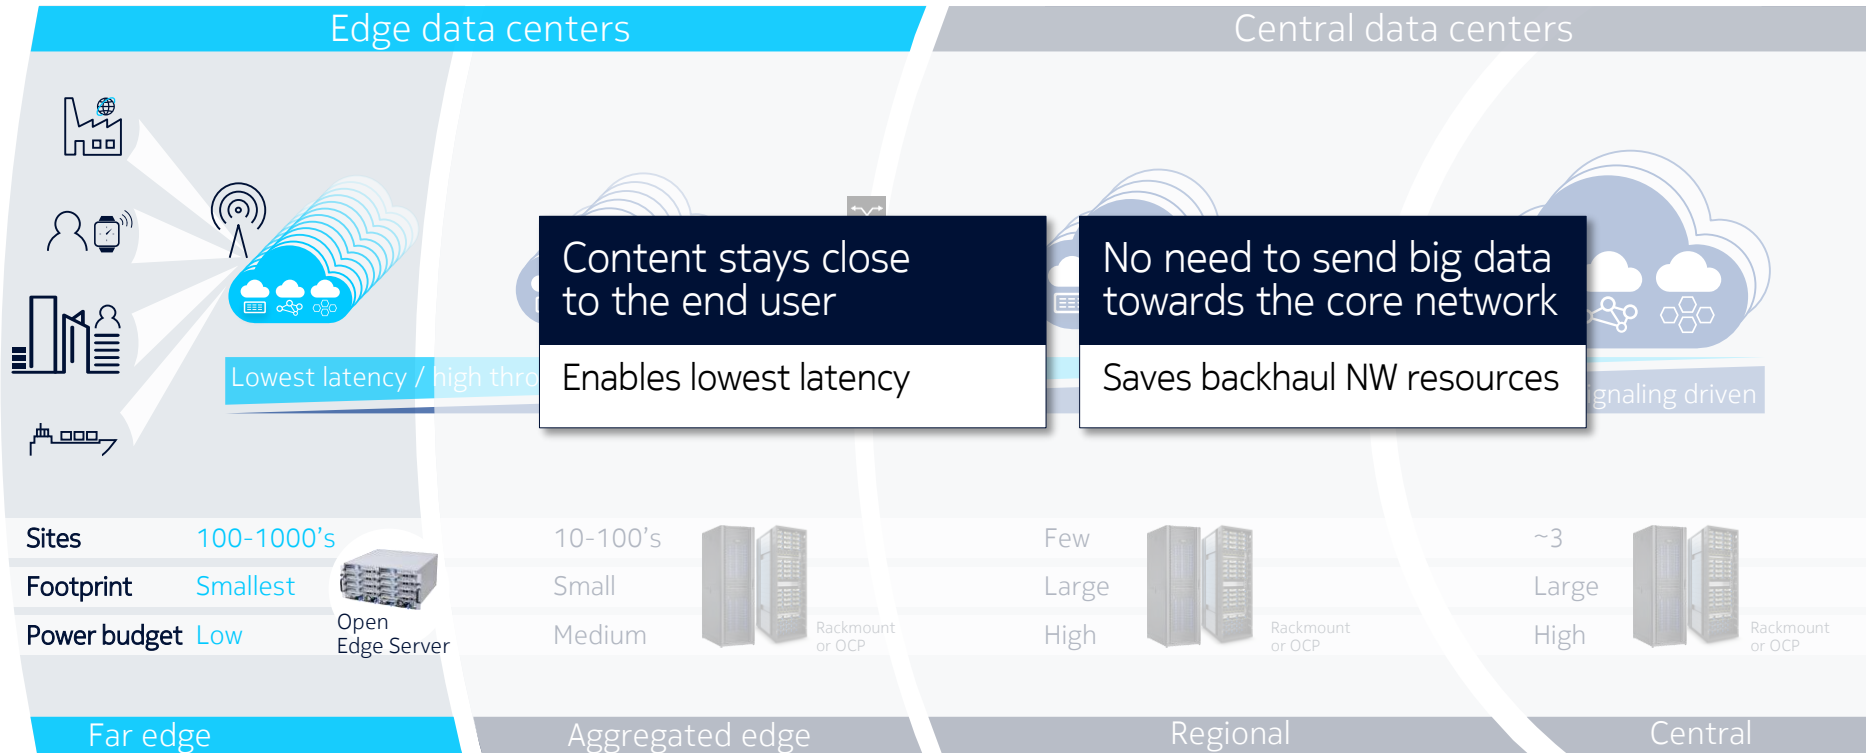 Edge data centers
Central data centers
Content stays close
to the end user
Enables lowest latency
No need to send big data
towards the core network
Saves backhaul NW resources
Lowest latency / high thro
gnaling driven
Sites 100-1000's 10-100's Few ~3
Footprint Smallest Small Large Large
Power budget Low Medium High High
Open
Edge Server
Rackmount
or OCP
Rackmount
or OCP
Rackmount
or OCP
Far edge
Aggregated edge
Regional
Central